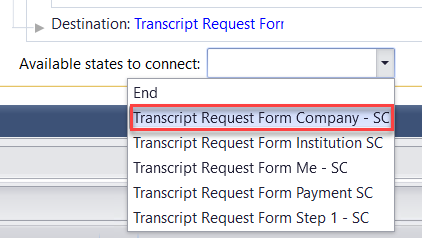 Destination: Transcript Request Form
Available states to connect:
End
Transcript Request Form Company - SC
Transcript Request Form Institution SC
Transcript Request Form Me - SC
Transcript Request Form Payment SC
Transcript Request Form Step 1 - SC